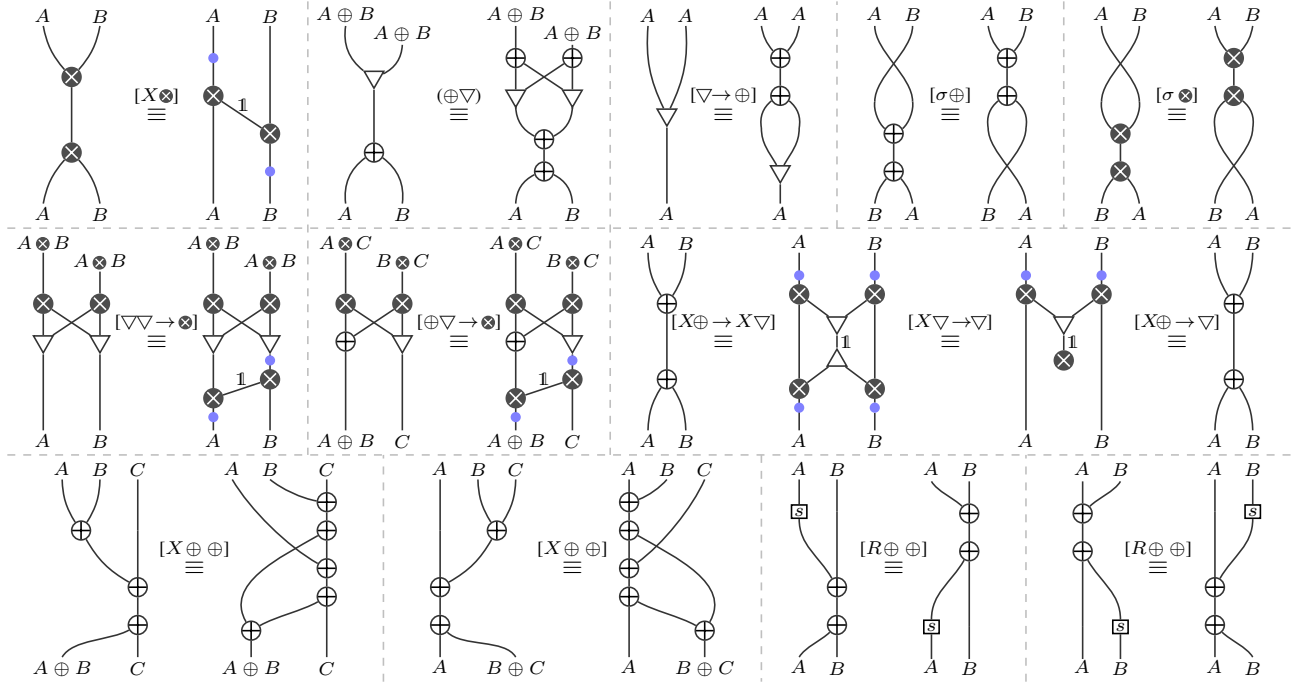 A B A B
[X⊗]
≡
𝟙
A B A B
A ⊕ B
A ⊕ B
A ⊕ B
A ⊕ B
(⊕▽)
≡
A B A B
A A A A
[▽→⊕]
≡
A A
A B A B
[σ⊕]
≡
B A B A
A B A B
[σ ⊗]
≡
B A B A
A ⊗ B
A ⊗ B
A ⊗ B
A ⊗ B
[▽▽→⊗]
≡
𝟙
A B A B
A ⊗ C
B ⊗ C
A ⊗ C
B ⊗ C
[⊕▽→⊗]
≡
𝟙
A ⊕ B C A ⊕ B C
A B A B
[X⊕→X▽]
≡
𝟙
A B A B
A B A B
[X▽→▽] [X⊕→▽]
≡ ≡
𝟙
A B A B
A B C A B C
[X⊕⊕]
≡
A ⊕ B C A ⊕ B C
A B C A B C
[X⊕⊕]
≡
A B ⊕ C A B ⊕ C
A B A B
s
[R⊕⊕]
≡
s
A B A B
A B A B
s
[R⊕⊕]
≡
s
A B A B